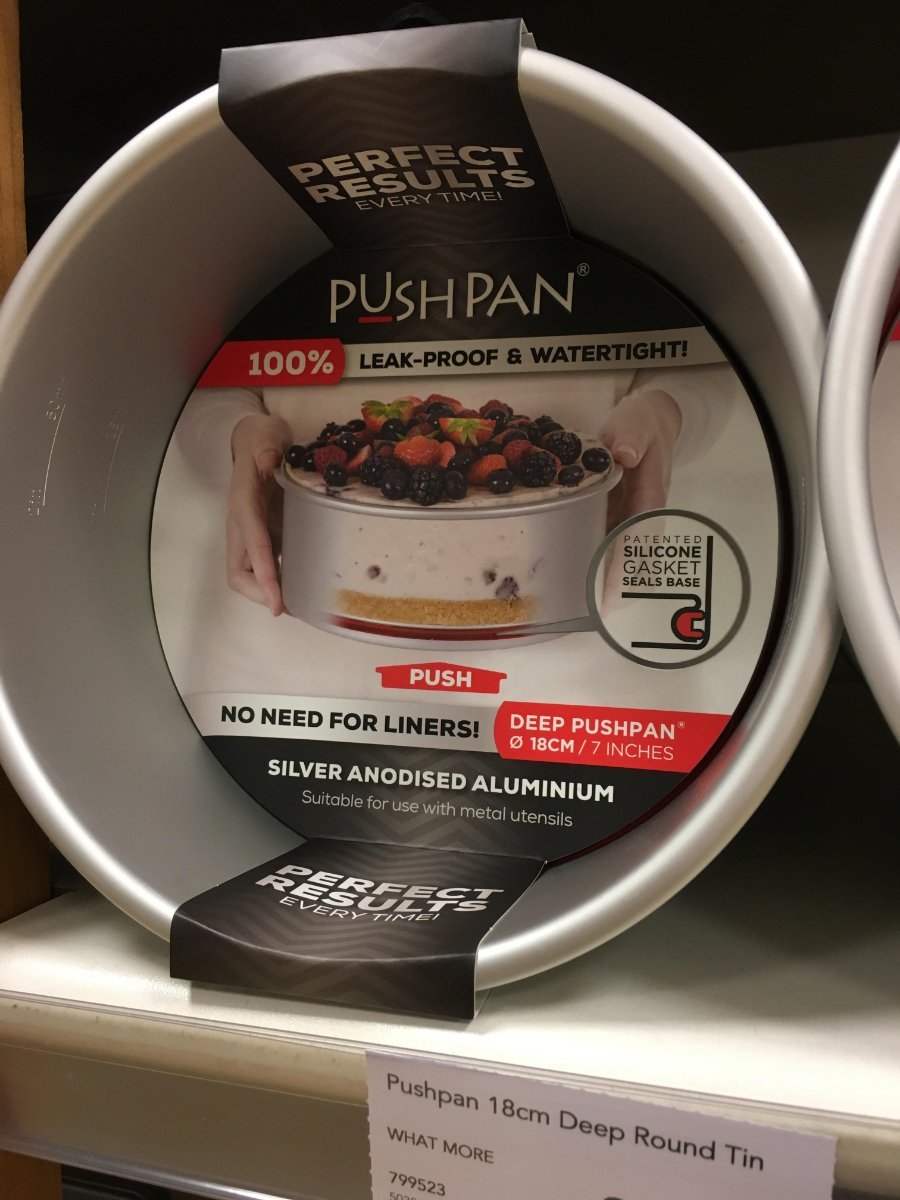 PERFECT
RESULTS
EVERY TIME!
PUSHPAN®
100% LEAK-PROOF & WATERTIGHT!
PATENTED
SILICONE
GASKET
SEALS BASE
PUSH
NO NEED FOR LINERS!
DEEP PUSHPAN®
Ø 18CM / 7 INCHES
SILVER ANODISED ALUMINIUM
Suitable for use with metal utensils
PERFECT
RESULTS
EVERY TIME!
Pushpan 18cm Deep Round Tin
WHAT MORE
799523